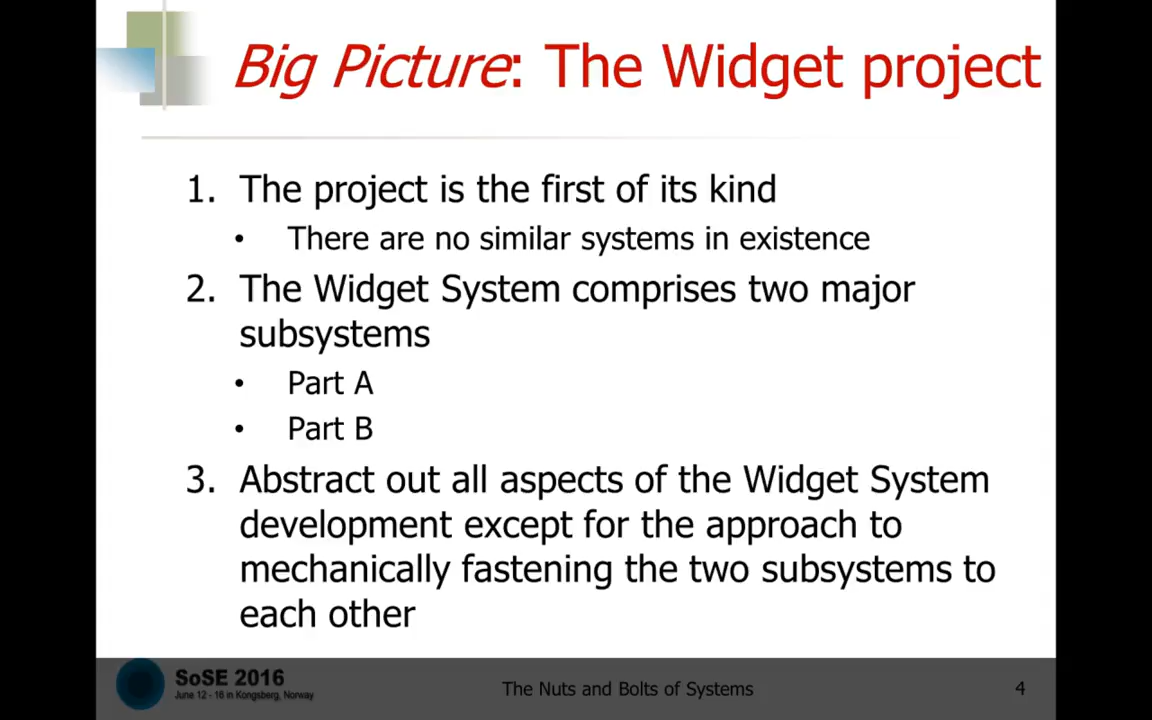 Big Picture: The Widget project
1. The project is the first of its kind
• There are no similar systems in existence
2. The Widget System comprises two major
subsystems
• Part A
• Part B
3. Abstract out all aspects of the Widget System
development except for the approach to
mechanically fastening the two subsystems to
each other
SoSE 2016
June 12 - 16 in Kongsberg, Norway
The Nuts and Bolts of Systems
4